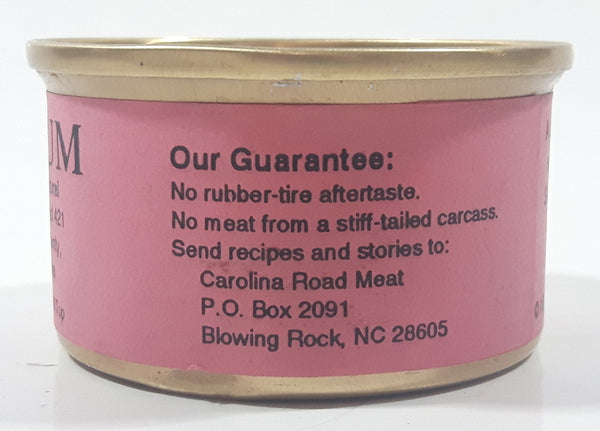 UM
421
Our Guarantee:
No rubber-tire aftertaste.
No meat from a stiff-tailed carcass.
Send recipes and stories to:
Carolina Road Meat
P.O. Box 2091
Blowing Rock, NC 28605